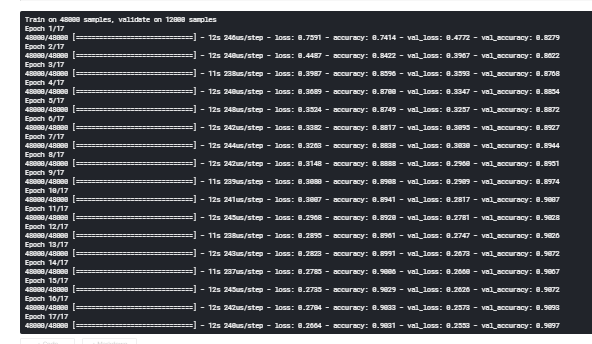 Train on 48000 samples, validate on 12000 samples
Epoch 1/17
48000/48000 [==============================] - 12s 246us/step - loss: 0.7591 - accuracy: 0.7414 - val_loss: 0.4772 - val_accuracy: 0.8279
Epoch 2/17
48000/48000 [==============================] - 12s 240us/step - loss: 0.4487 - accuracy: 0.8422 - val_loss: 0.3967 - val_accuracy: 0.8622
Epoch 3/17
48000/48000 [==============================] - 11s 238us/step - loss: 0.3987 - accuracy: 0.8596 - val_loss: 0.3593 - val_accuracy: 0.8768
Epoch 4/17
48000/48000 [==============================] - 12s 240us/step - loss: 0.3689 - accuracy: 0.8700 - val_loss: 0.3347 - val_accuracy: 0.8854
Epoch 5/17
48000/48000 [==============================] - 12s 248us/step - loss: 0.3524 - accuracy: 0.8749 - val_loss: 0.3257 - val_accuracy: 0.8872
Epoch 6/17
48000/48000 [==============================] - 12s 242us/step - loss: 0.3382 - accuracy: 0.8817 - val_loss: 0.3095 - val_accuracy: 0.8927
Epoch 7/17
48000/48000 [==============================] - 12s 244us/step - loss: 0.3263 - accuracy: 0.8838 - val_loss: 0.3030 - val_accuracy: 0.8944
Epoch 8/17
48000/48000 [==============================] - 12s 242us/step - loss: 0.3148 - accuracy: 0.8888 - val_loss: 0.2960 - val_accuracy: 0.8951
Epoch 9/17
48000/48000 [==============================] - 11s 239us/step - loss: 0.3080 - accuracy: 0.8908 - val_loss: 0.2909 - val_accuracy: 0.8974
Epoch 10/17
48000/48000 [==============================] - 12s 241us/step - loss: 0.3007 - accuracy: 0.8941 - val_loss: 0.2817 - val_accuracy: 0.9007
Epoch 11/17
48000/48000 [==============================] - 12s 245us/step - loss: 0.2968 - accuracy: 0.8920 - val_loss: 0.2781 - val_accuracy: 0.9028
Epoch 12/17
48000/48000 [==============================] - 11s 238us/step - loss: 0.2895 - accuracy: 0.8961 - val_loss: 0.2747 - val_accuracy: 0.9026
Epoch 13/17
48000/48000 [==============================] - 12s 243us/step - loss: 0.2823 - accuracy: 0.8991 - val_loss: 0.2673 - val_accuracy: 0.9072
Epoch 14/17
48000/48000 [==============================] - 11s 237us/step - loss: 0.2785 - accuracy: 0.9006 - val_loss: 0.2660 - val_accuracy: 0.9067
Epoch 15/17
48000/48000 [==============================] - 12s 245us/step - loss: 0.2735 - accuracy: 0.9029 - val_loss: 0.2626 - val_accuracy: 0.9072
Epoch 16/17
48000/48000 [==============================] - 12s 242us/step - loss: 0.2704 - accuracy: 0.9033 - val_loss: 0.2573 - val_accuracy: 0.9093
Epoch 17/17
48000/48000 [==============================] - 12s 240us/step - loss: 0.2664 - accuracy: 0.9031 - val_loss: 0.2553 - val_accuracy: 0.9097